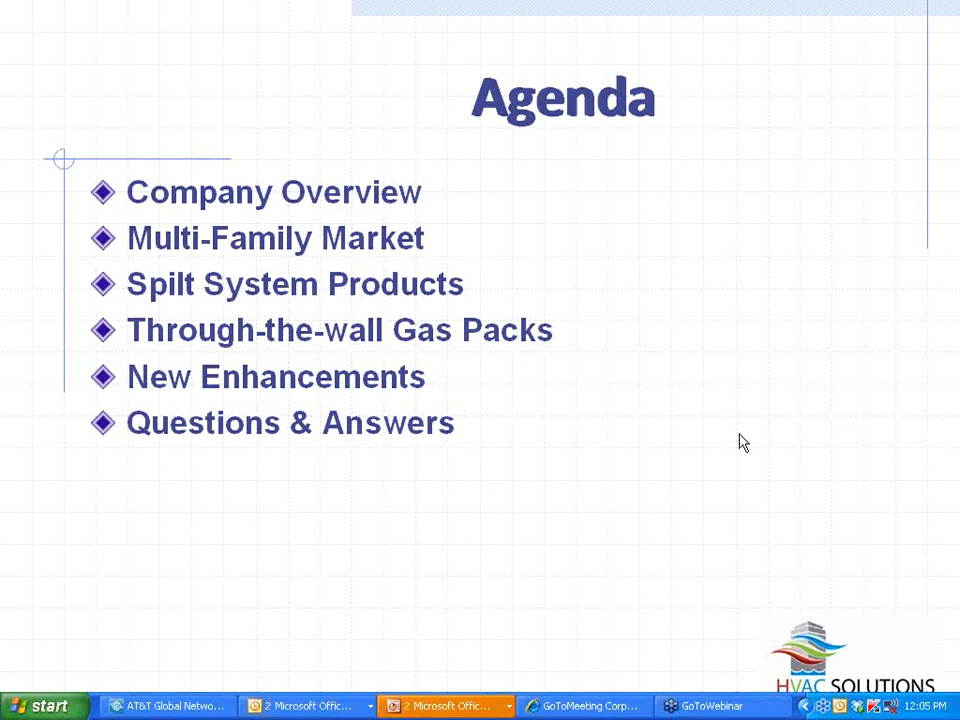 Agenda
Company Overview
Multi-Family Market
Spilt System Products
Through-the-wall Gas Packs
New Enhancements
Questions & Answers
HVAC SOLUTIONS
start
AT&T Global Netwo...
2 Microsoft Offic...
2 Microsoft Offic...
GoToMeeting Corp...
GoToWebinar
12:05 PM